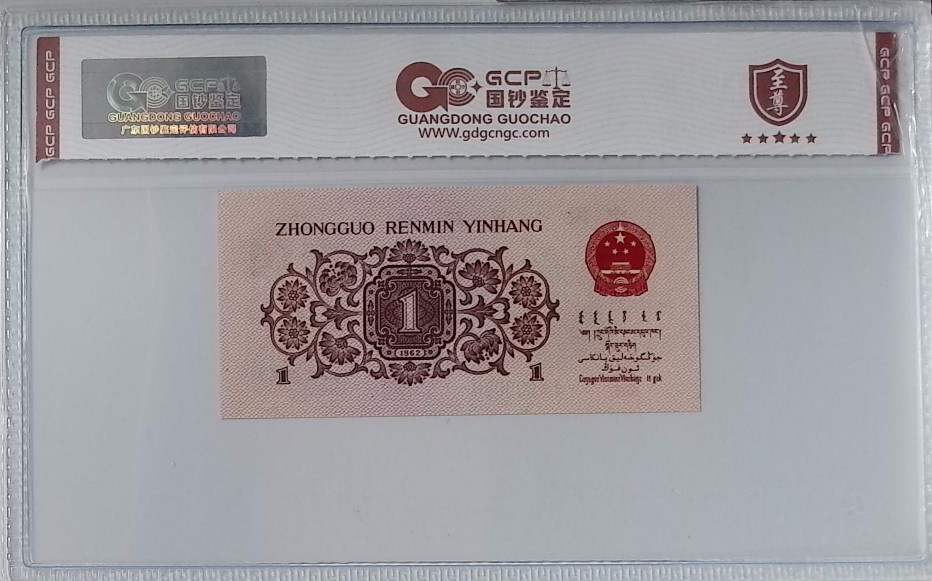 GCP GCP GCP
GCP
国钞鉴定
GUANGDONG GUOCHAO
广东国钞鉴定评估有限公司
GCP
国钞鉴定
GUANGDONG GUOCHAO
www.gdgcngc.com
至尊
GCP GCP GCP
ZHONGGUO RENMIN YINHANG
1
(1962)
1
1